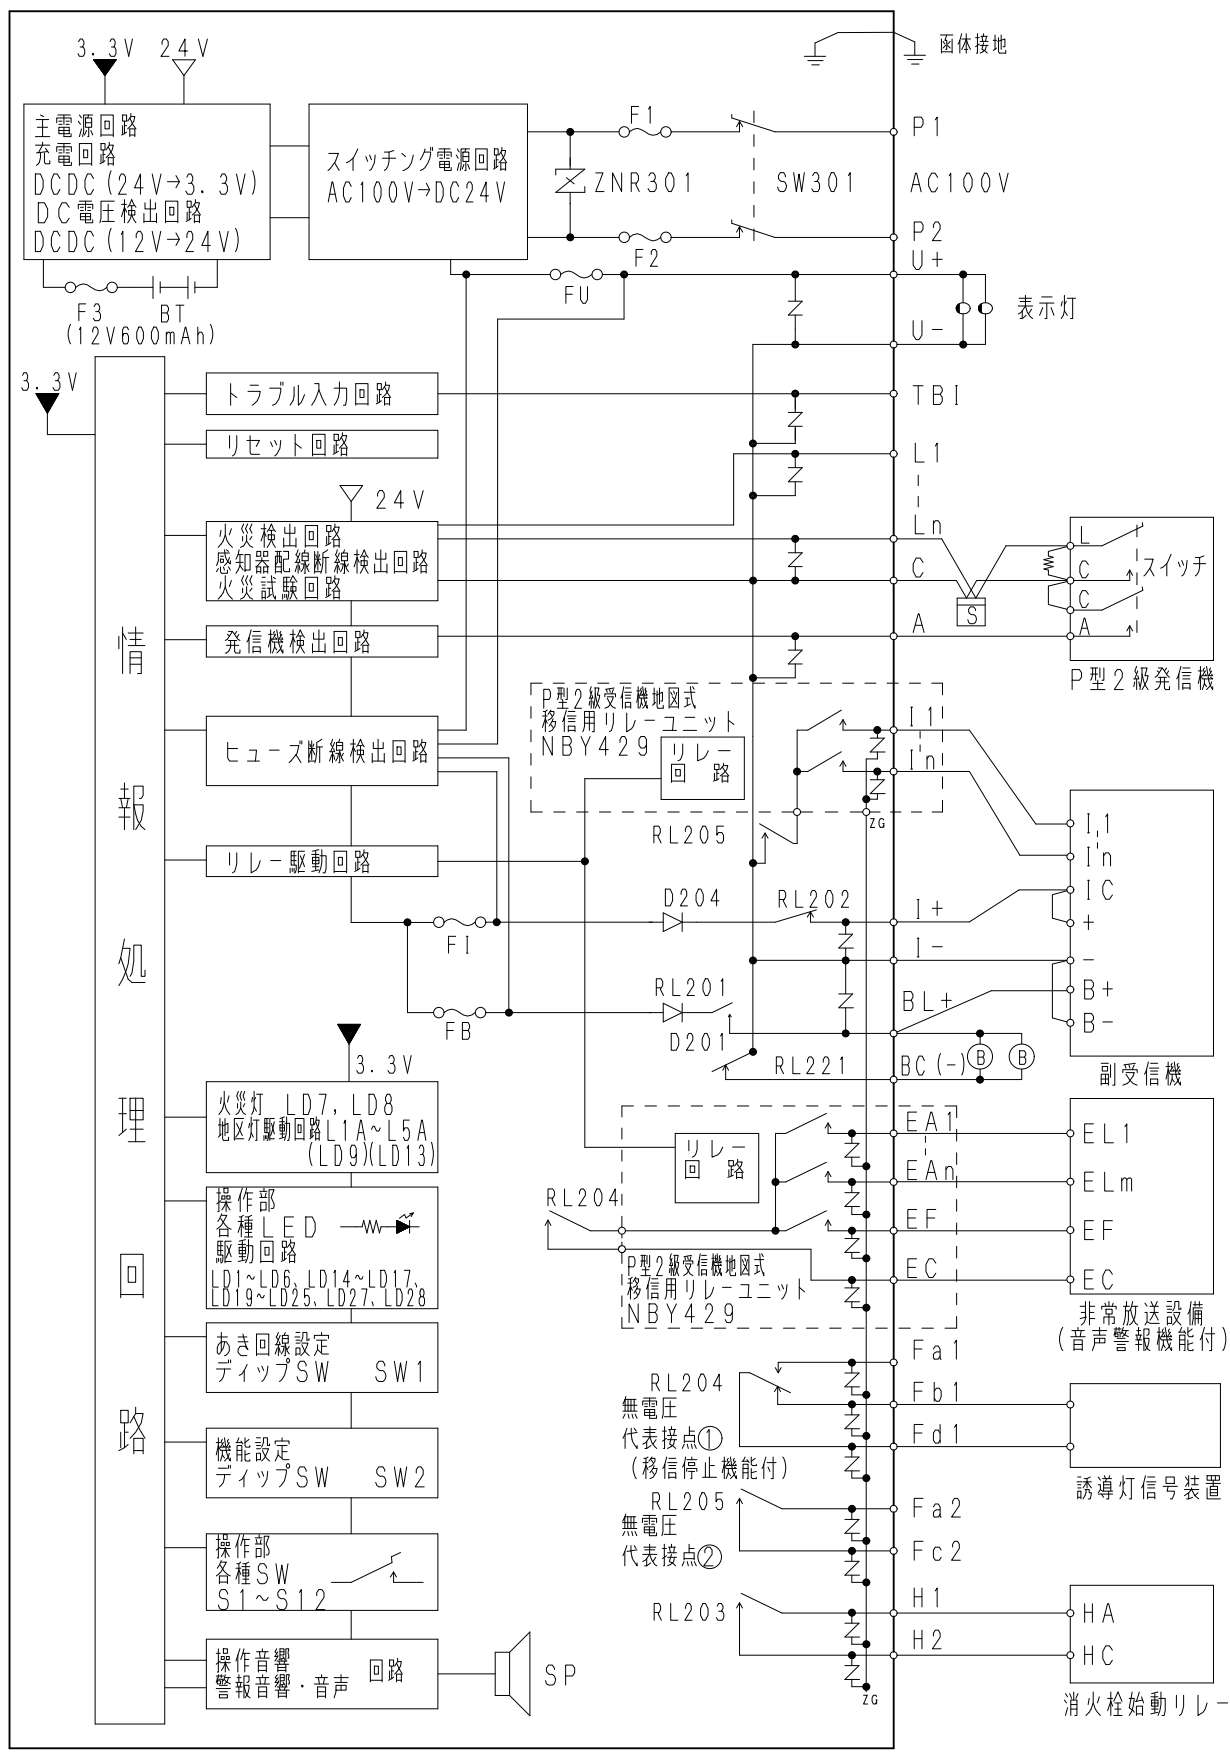 函体接地
3.3V 24V
主電源回路
充電回路
DCDC(24V→3.3V)
DC電圧検出回路
DCDC(12V→24V)
スイッチング電源回路
AC100V→DC24V
F1
ZNR301
SW301
F2
P1
AC100V
P2
F3
BT
(12V600mAh)
FU
U+
U-
表示灯
3.3V
情報処理回路
トラブル入力回路
TBI
リセット回路
L1
24V
火災検出回路
感知器配線断線検出回路
火災試験回路
Ln
C
S
L
C
C
A
スイッチ
P型2級発信機
発信機検出回路
A
P型2級受信機地図式
移信用リレーユニット
NBY429
リレー
回 路
I1
In
ZG
ヒューズ断線検出回路
RL205
リレー駆動回路
I1
In
IC
+
-
B+
B-
副受信機
FI
D204
RL202
I+
I-
FB
RL201
D201
BL+
RL221
BC(-)
B
B
3.3V
火災灯 LD7, LD8
地区灯駆動回路L1A~L5A
(LD9)(LD13)
リレー
回 路
EA1
EAn
EF
EC
EL1
ELm
EF
EC
非常放送設備
(音声警報機能付)
RL204
P型2級受信機地図式
移信用リレーユニット
NBY429
操作部
各種LED
駆動回路
LD1~LD6、LD14~LD17、
LD19~LD25、LD27、LD28
あき回線設定
ディップSW SW1
RL204
無電圧
代表接点①
(移信停止機能付)
Fa1
Fb1
Fd1
誘導灯信号装置
機能設定
ディップSW SW2
RL205
無電圧
代表接点②
Fa2
Fc2
操作部
各種SW
S1~S12
RL203
H1
H2
HA
HC
消火栓始動リレー
ZG
操作音響
警報音響・音声
回路
SP